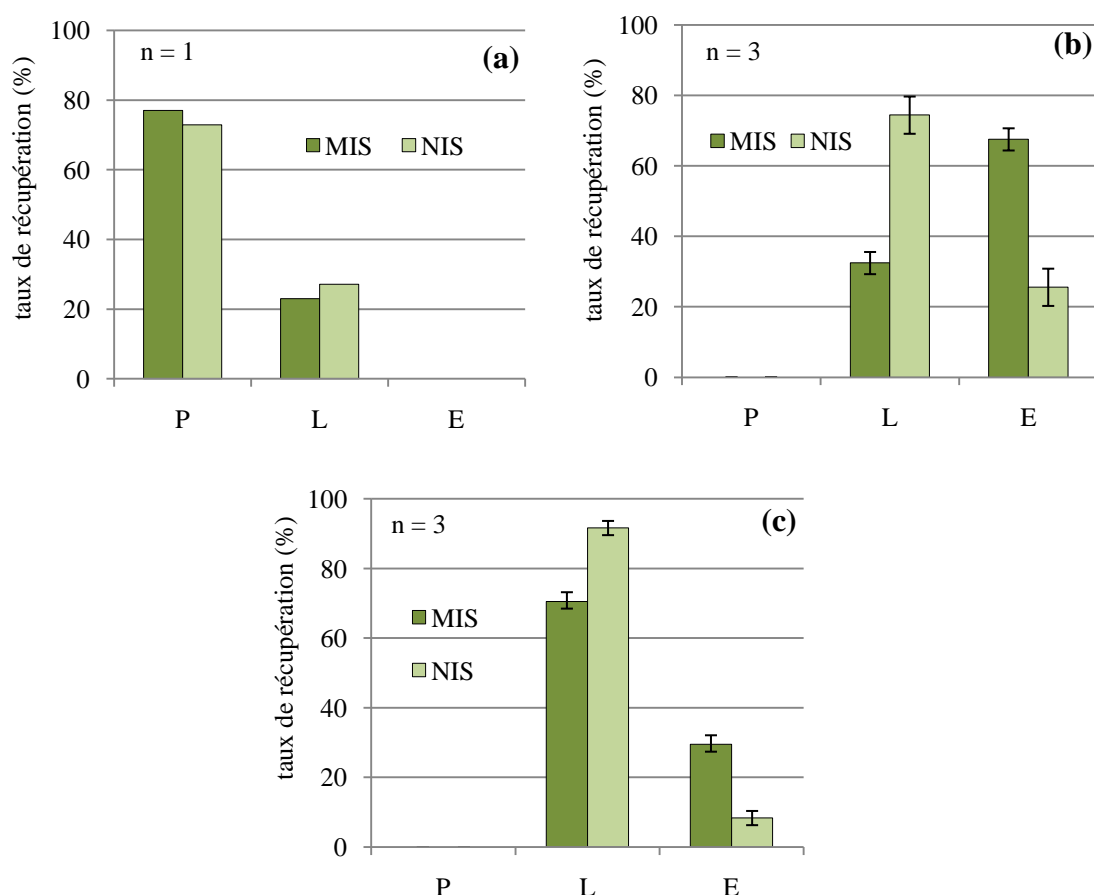 n = 1
(a)
100
80
60
40
20
0
taux de récupération (%)
MIS NIS
P L E
n = 3
(b)
100
80
60
40
20
0
taux de récupération (%)
MIS NIS
P L E
n = 3
(c)
100
80
60
40
20
0
taux de récupération (%)
MIS
NIS
P L E